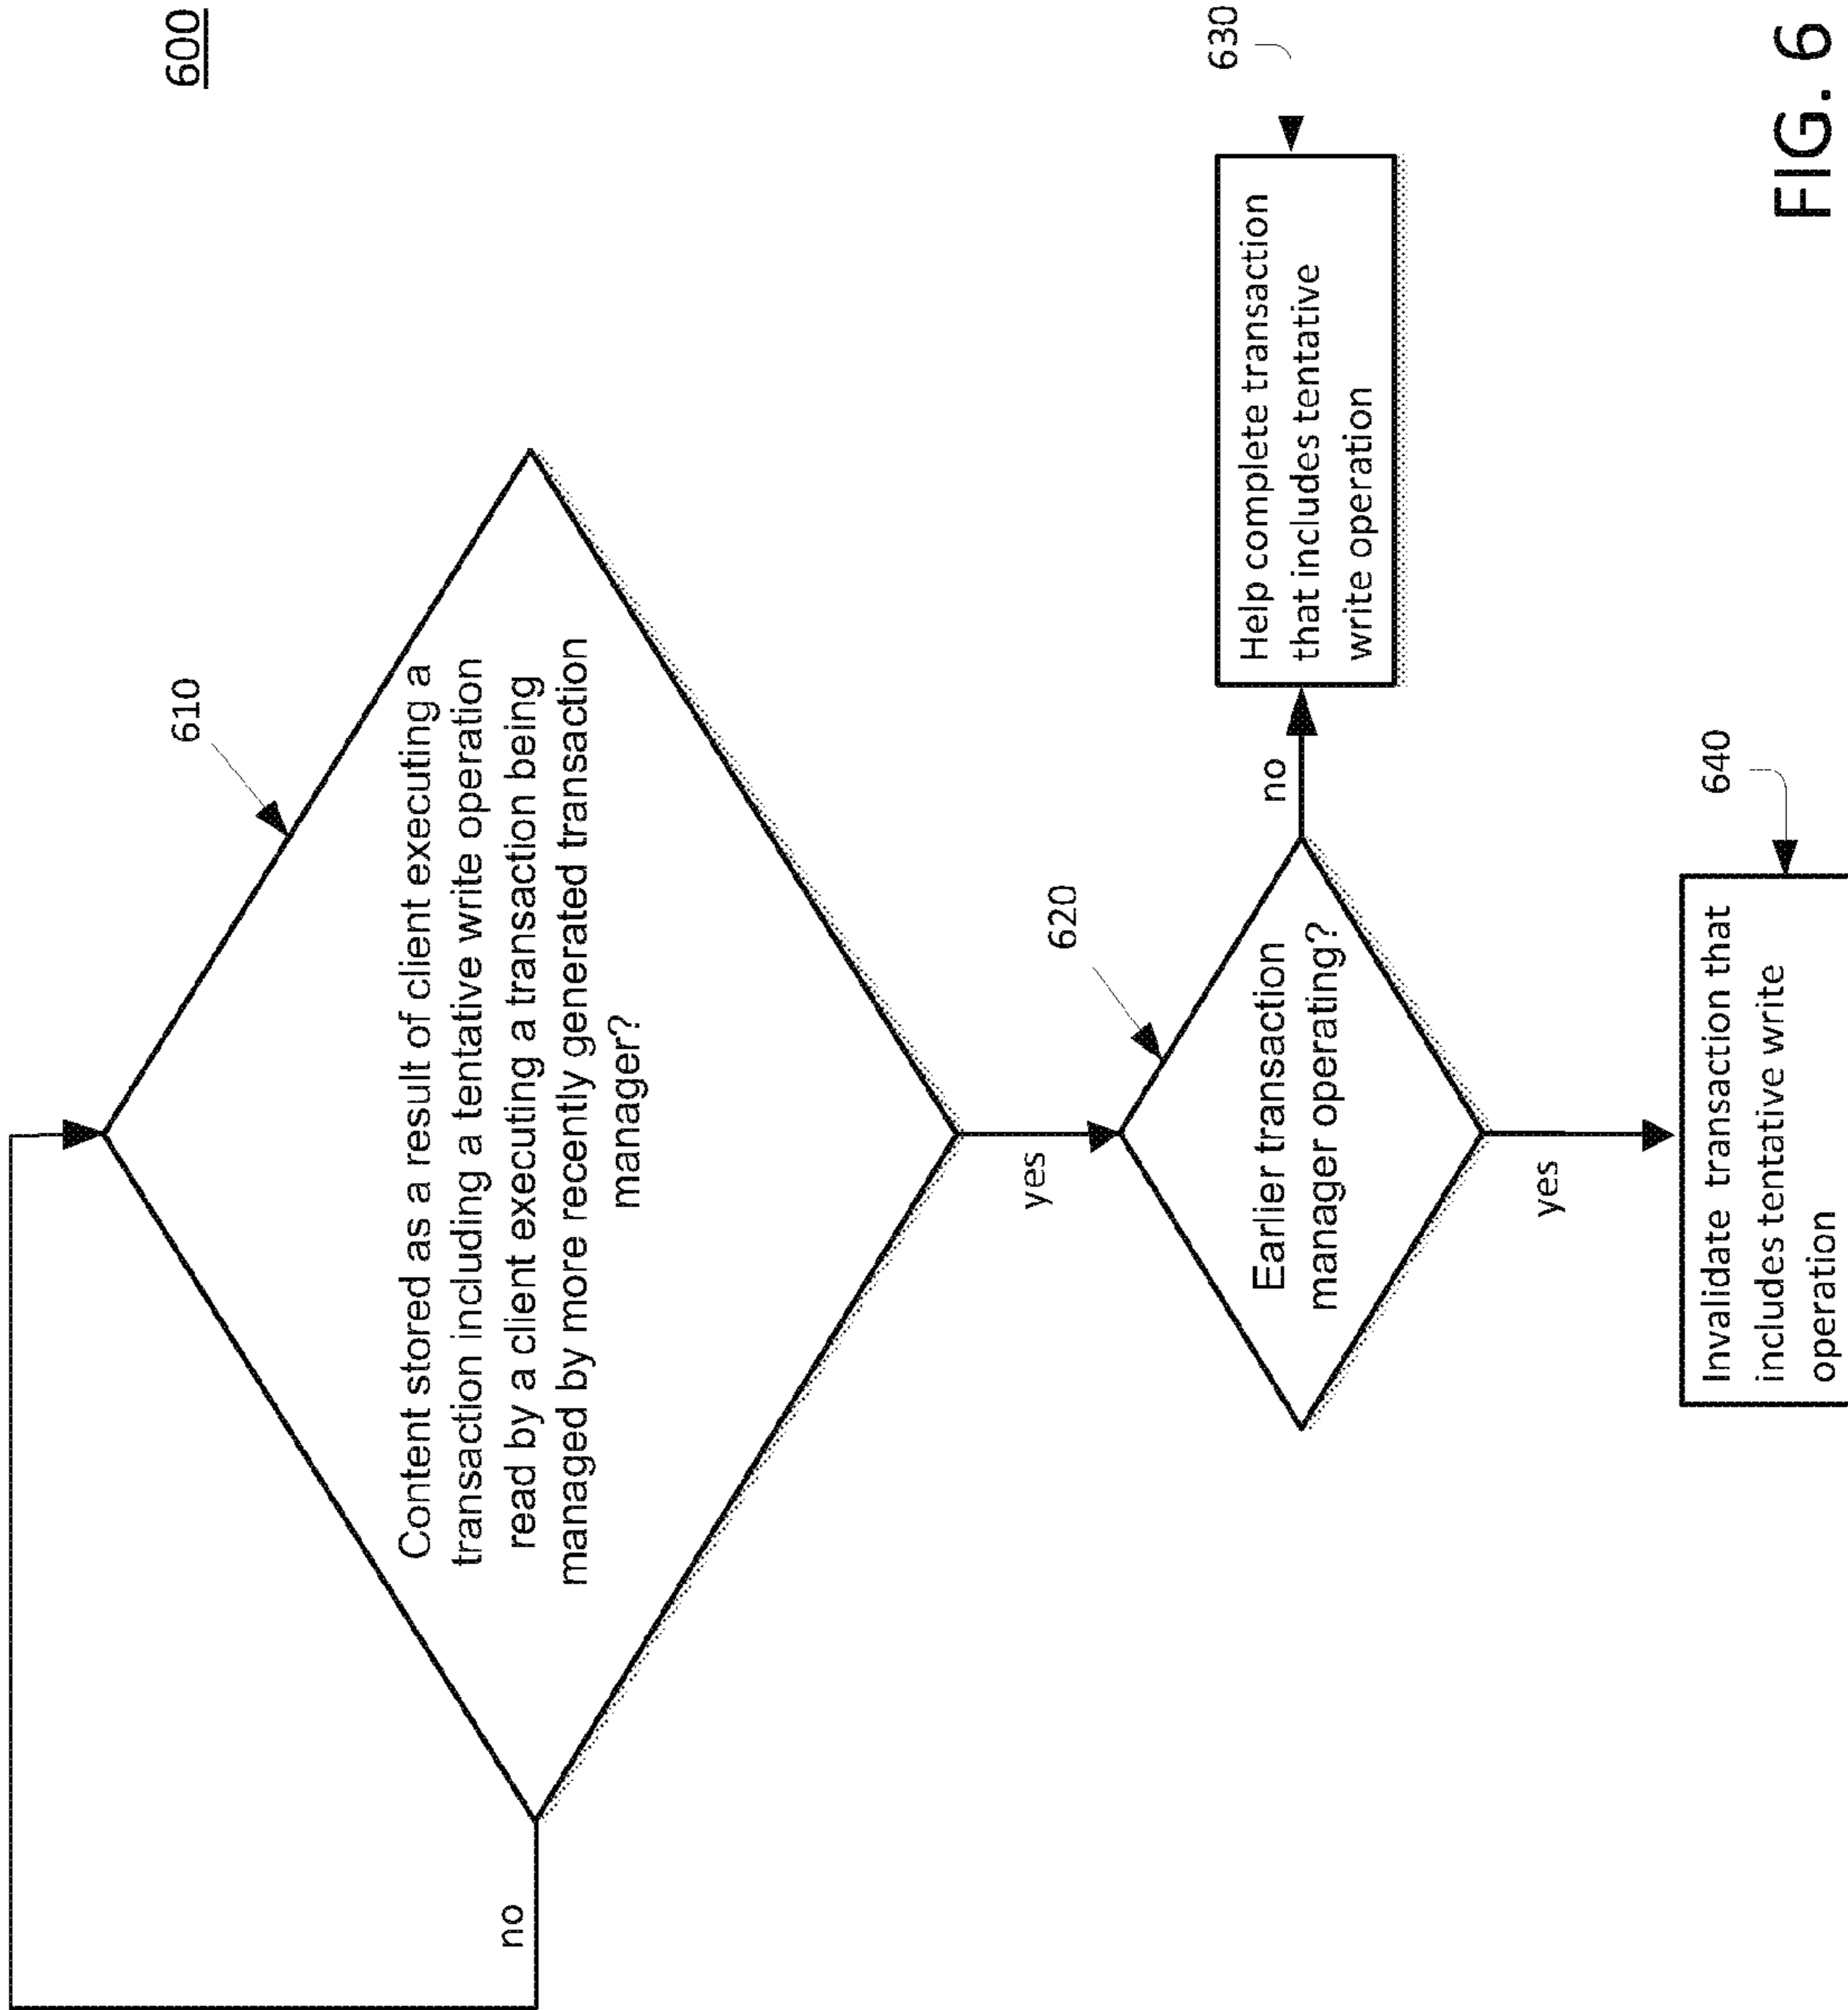 600
610
Content stored as a result of client executing a
transaction including a tentative write operation
read by a client executing a transaction being
managed by more recently generated transaction
manager?
no
yes
620
Earlier transaction
manager operating?
no
630
Help complete transaction
that includes tentative
write operation
yes
640
Invalidate transaction that
includes tentative write
operation
FIG. 6